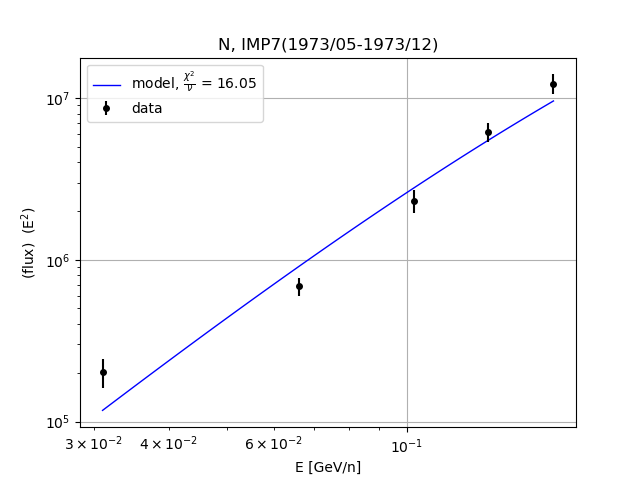 N, IMP7(1973/05-1973/12)
model, χ²/ν = 16.05
data
(flux) (E²)
10⁷
10⁶
10⁵
3 × 10⁻² 4 × 10⁻² 6 × 10⁻² 10⁻¹
E [GeV/n]